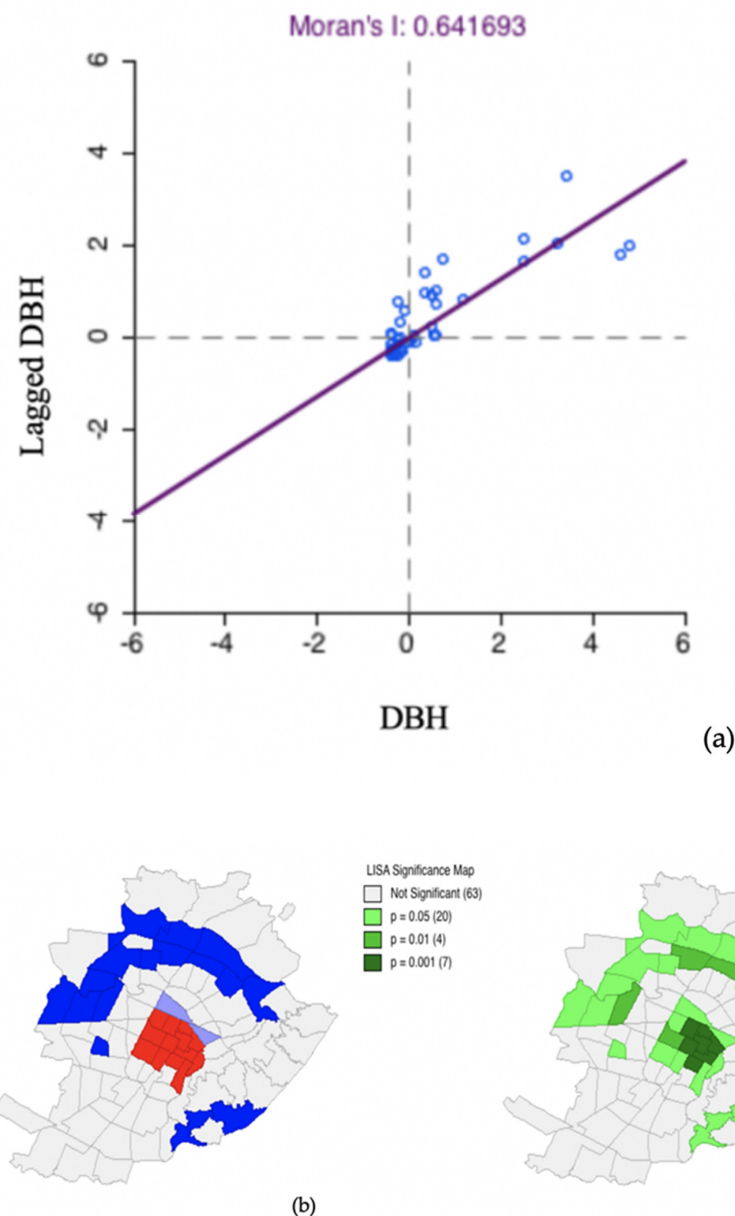 Moran's I: 0.641693
6
4
2
0
-2
-4
-6
Lagged DBH
-6 -4 -2 0 2 4 6
DBH
(a)
LISA Significance Map
Not Significant (63)
p = 0.05 (20)
p = 0.01 (4)
p = 0.001 (7)
(b)